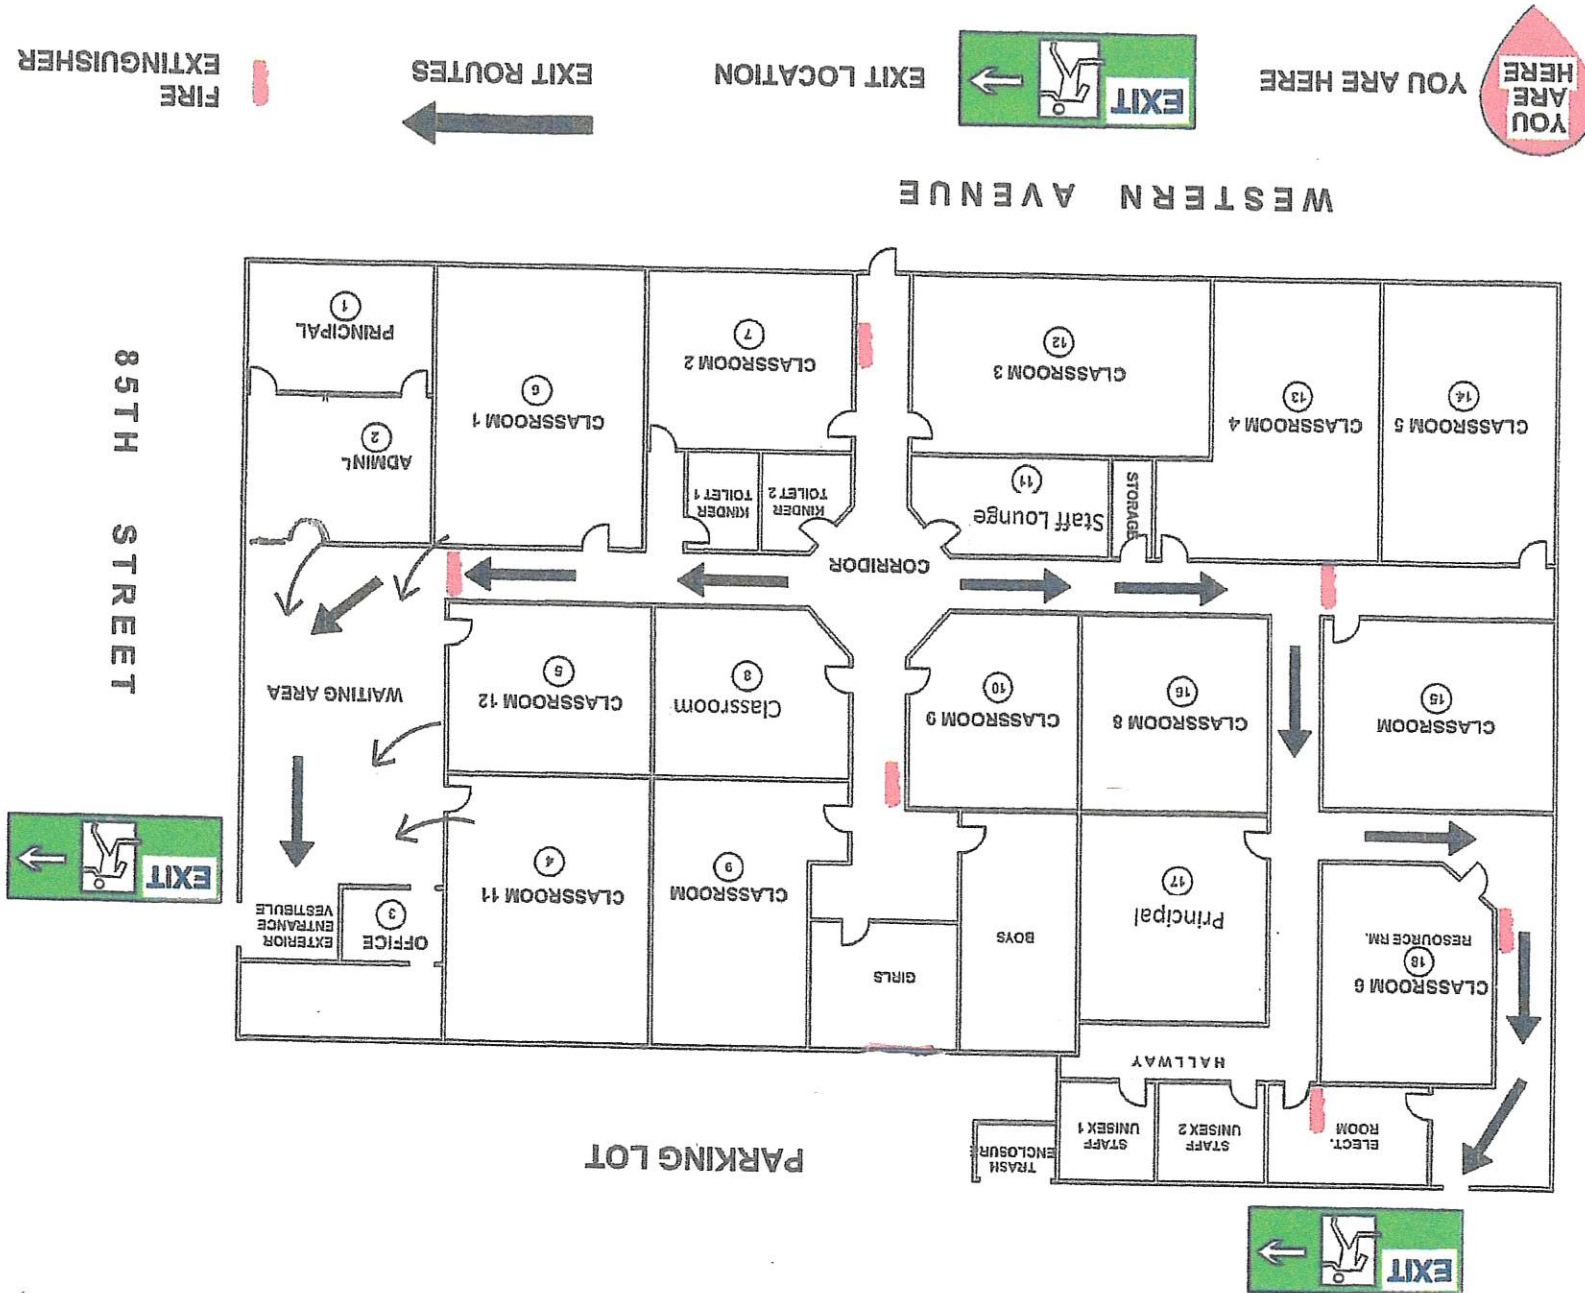 EXIT
ELECT.
ROOM
STAFF
UNISEX 2
STAFF
UNISEX 1
TRASH
ENCLOSURE
PARKING LOT
HALLWAY
CLASSROOM 6
18
RESOURCE RM.
Principal
17
BOYS
GIRLS
CLASSROOM
9
CLASSROOM 11
4
OFFICE
3
EXTERIOR
ENTRANCE
VESTIBULE
EXIT
CLASSROOM
15
CLASSROOM 8
16
CLASSROOM 9
10
Classroom
8
CLASSROOM 12
5
WAITING AREA
85TH STREET
CORRIDOR
CLASSROOM 5
14
CLASSROOM 4
13
STORAGE
Staff Lounge
11
CLASSROOM 3
12
KINDER
TOILET 2
KINDER
TOILET 1
CLASSROOM 2
7
CLASSROOM 1
6
ADMIN'L
2
PRINCIPAL
1
WESTERN AVENUE
YOU
ARE
HERE
YOU ARE HERE
EXIT
EXIT LOCATION
EXIT ROUTES
FIRE
EXTINGUISHER